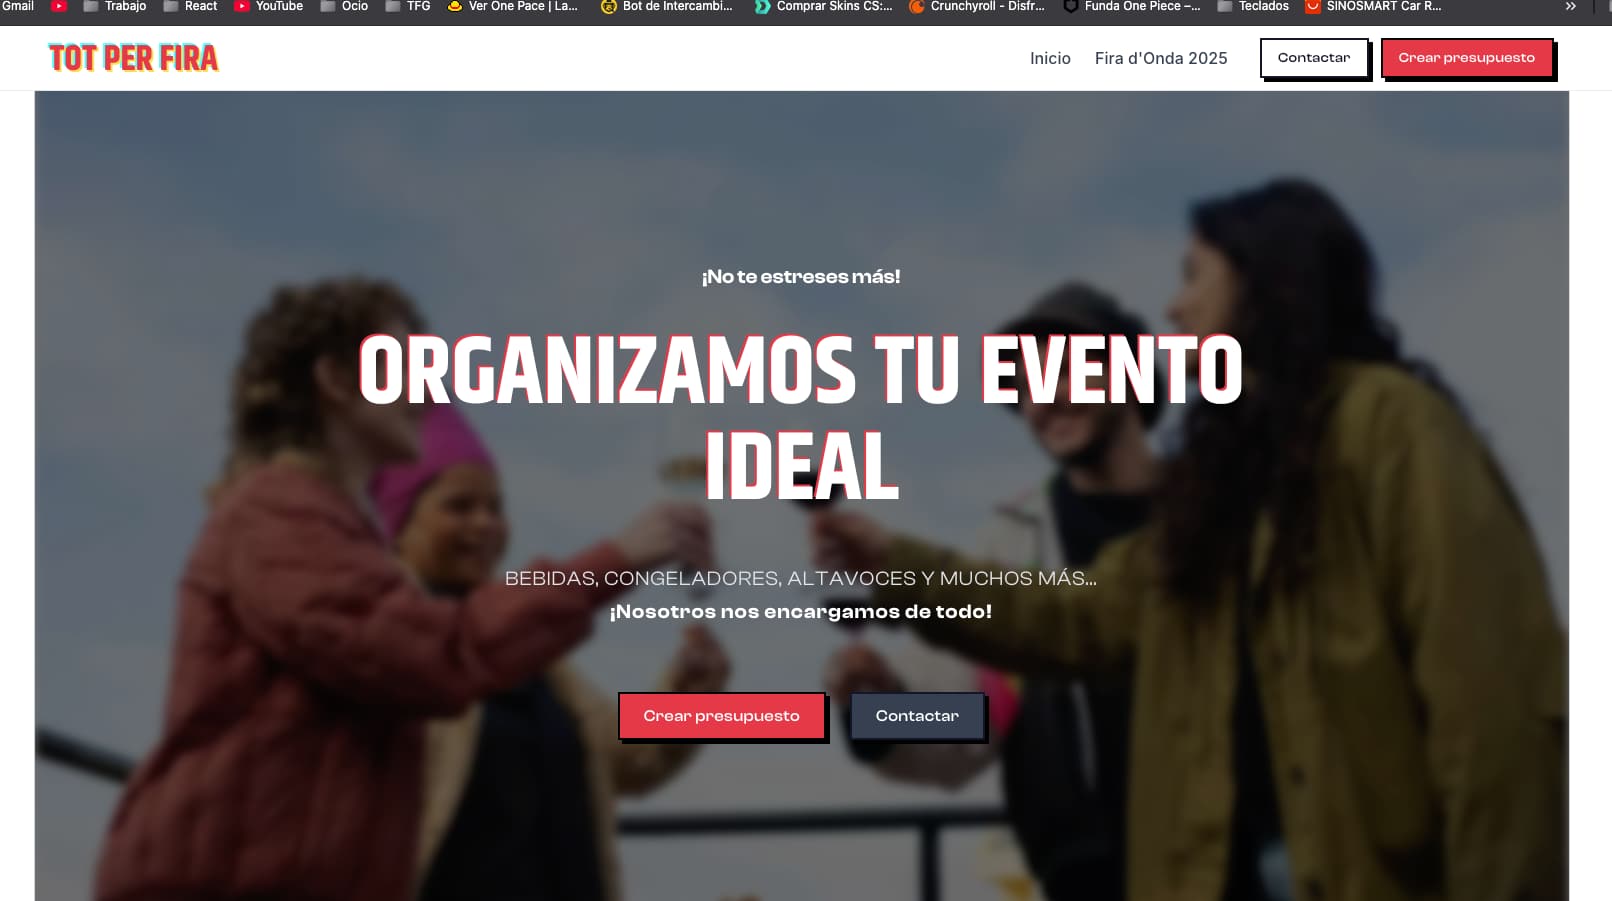 Gmail
Trabajo
React
YouTube
Ocio
TFG
Ver One Pace | La...
Bot de Intercambi...
Comprar Skins CS:...
Crunchyroll - Disfr...
Funda One Piece –...
Teclados
SINOSMART Car R...
»
TOT PER FIRA
Inicio
Fira d'Onda 2025
Contactar
Crear presupuesto
¡No te estreses más!
ORGANIZAMOS TU EVENTO
IDEAL
BEBIDAS, CONGELADORES, ALTAVOCES Y MUCHOS MÁS...
¡Nosotros nos encargamos de todo!
Crear presupuesto
Contactar